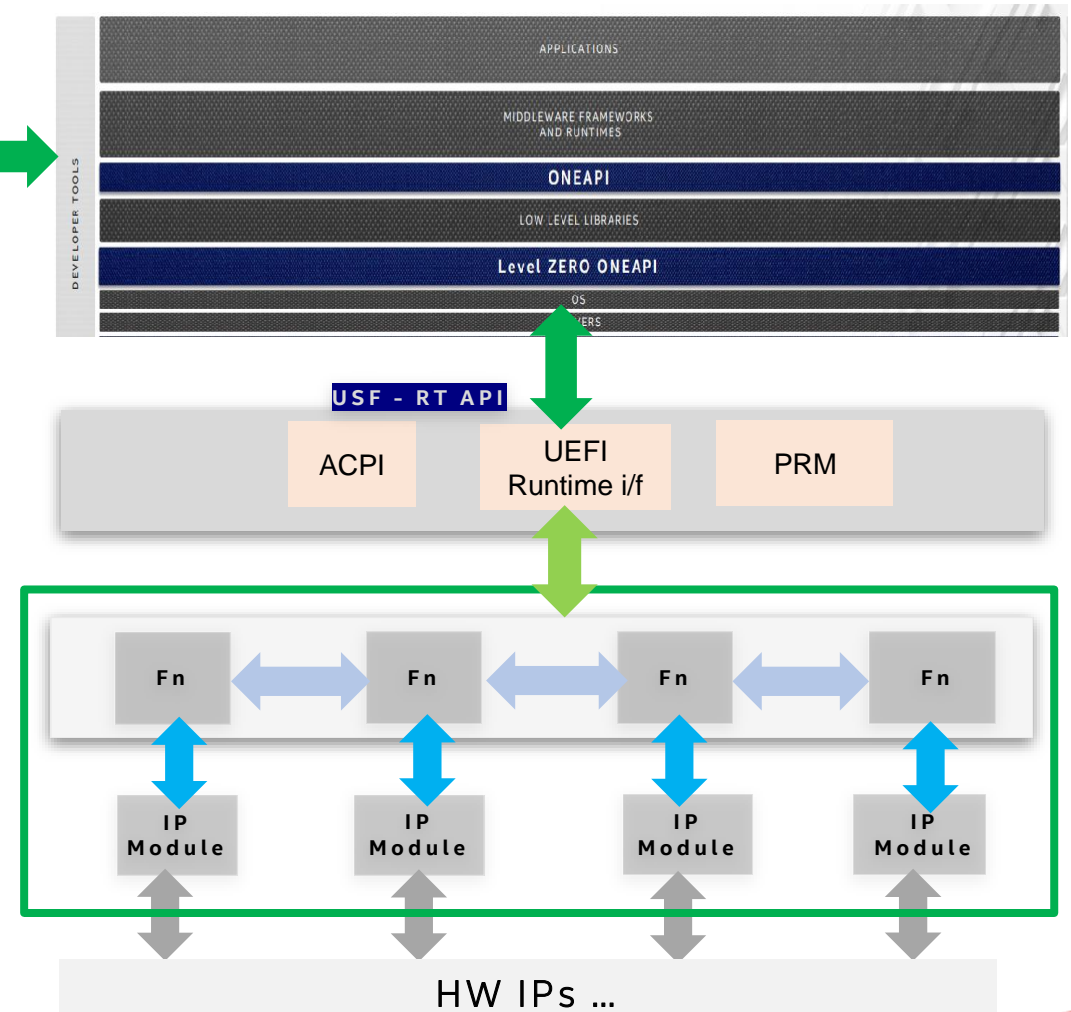 APPLICATIONS
MIDDLEWARE FRAMEWORKS
AND RUNTIMES
DEVELOPER TOOLS
ONEAPI
LOW LEVEL LIBRARIES
Level ZERO ONEAPI
OS
VERS
USF - RT API
ACPI
UEFI
Runtime i/f
PRM
Fn
Fn
Fn
Fn
IP
Module
IP
Module
IP
Module
IP
Module
HW IPs ...